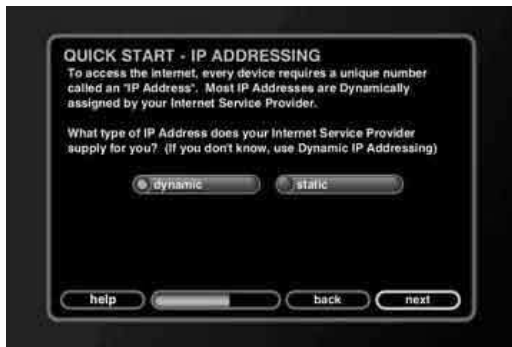 QUICK START - IP ADDRESSING
To access the internet, every device requires a unique number
called an "IP Address". Most IP Addresses are Dynamically
assigned by your Internet Service Provider.
What type of IP Address does your Internet Service Provider
supply for you? (If you don't know, use Dynamic IP Addressing)
dynamic
static
help
back
next